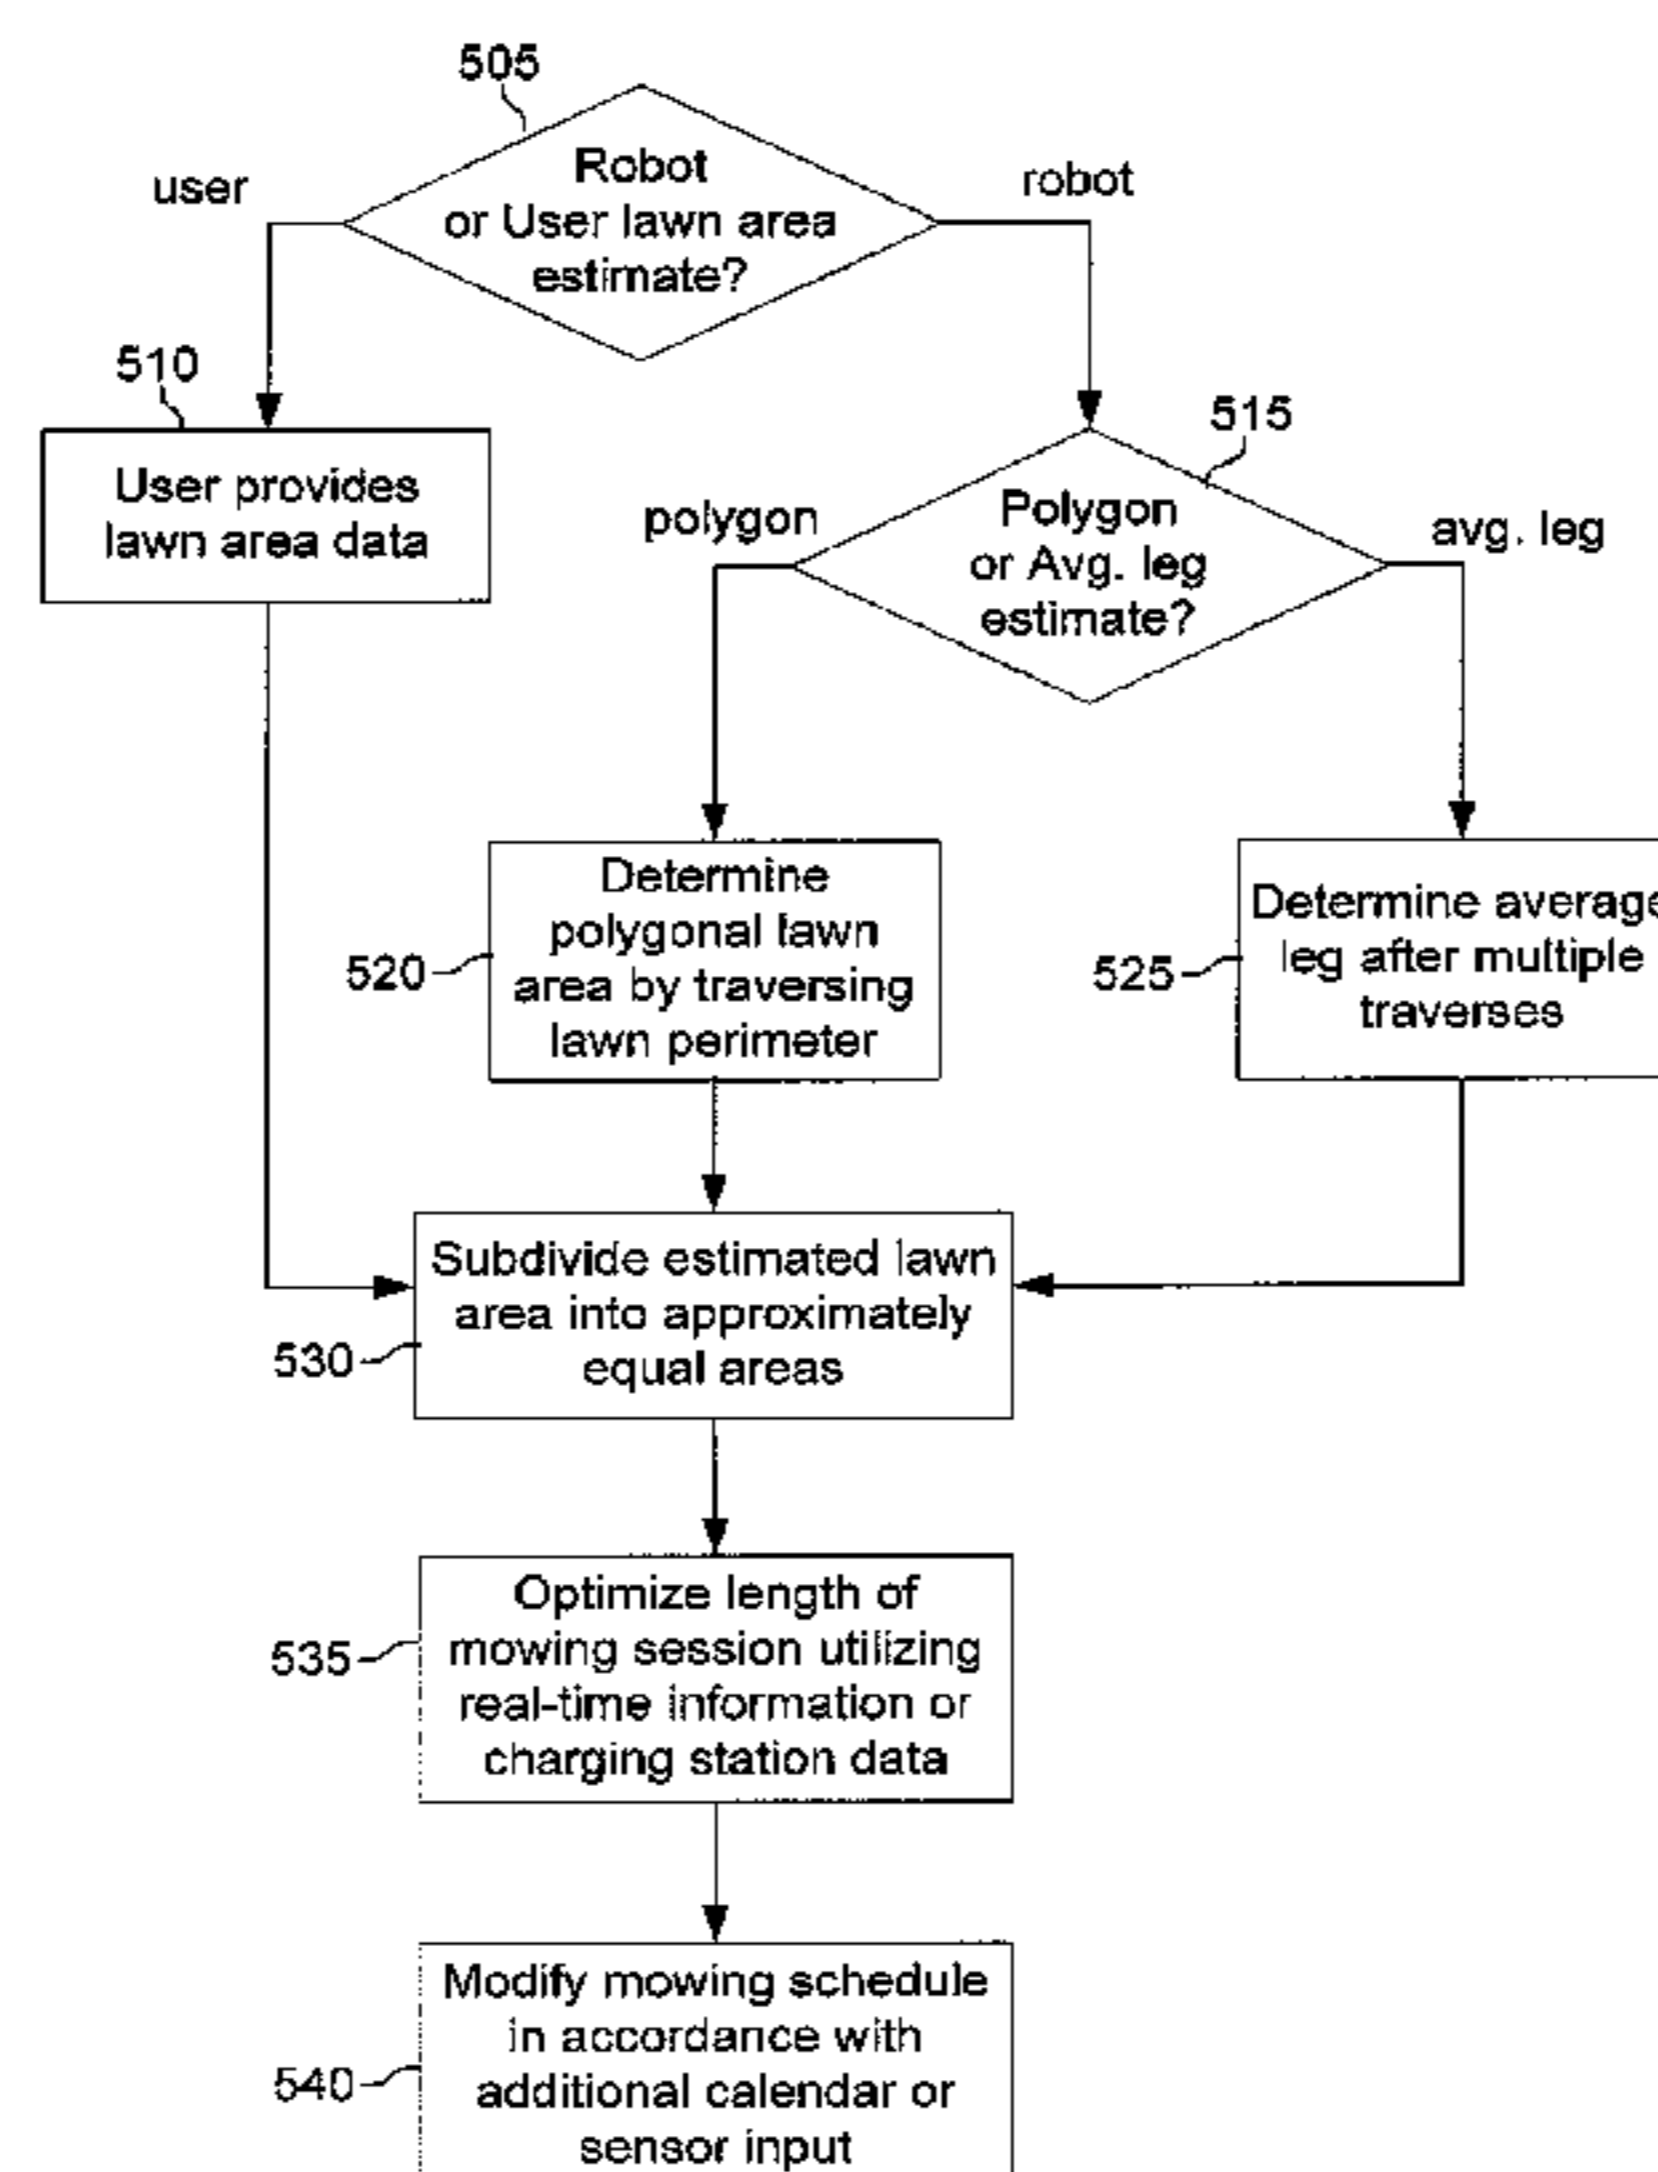 505
Robot
or User lawn area
estimate?
user
robot
510
User provides
lawn area data
515
Polygon
or Avg. leg
estimate?
polygon
avg. leg
520
Determine
polygonal lawn
area by traversing
lawn perimeter
525
Determine average
leg after multiple
traverses
530
Subdivide estimated lawn
area into approximately
equal areas
535
Optimize length of
mowing session utilizing
real-time information or
charging station data
540
Modify mowing schedule
in accordance with
additional calendar or
sensor input